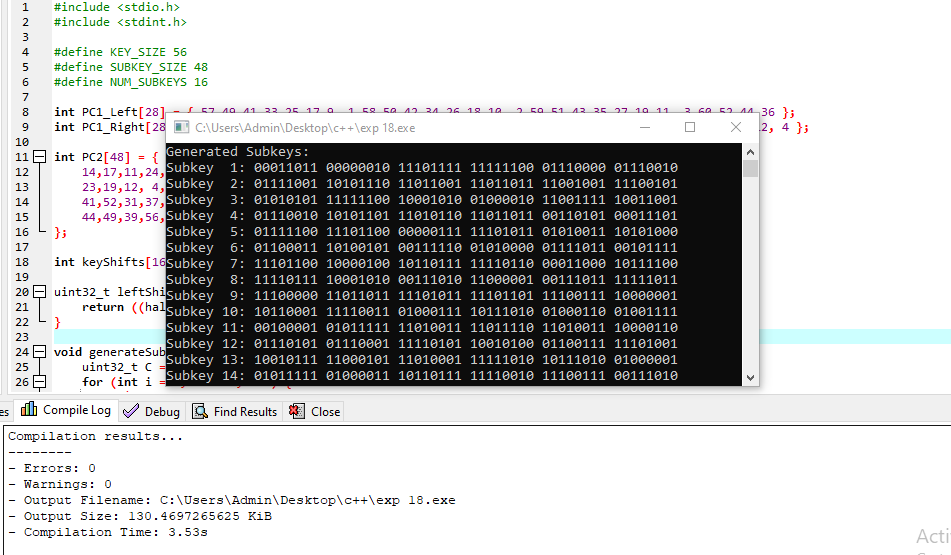 1 #include <stdio.h>
2 #include <stdint.h>
3
4 #define KEY_SIZE 56
5 #define SUBKEY_SIZE 48
6 #define NUM_SUBKEYS 16
7
8 int PC1_Left[28] = { 57,49,41,33,25,17,9, 1,58,50,42,34,26,18,10, 2,59,51,43,35,27,19,11, 3,60,52,44,36 };
9 int PC1_Right[28 2, 4 };
10
11 int PC2[48] = {
12 14,17,11,24,
13 23,19,12, 4,
14 41,52,31,37,
15 44,49,39,56,
16 };
17
18 int keyShifts[16
19
20 uint32_t leftShi
21 return ((hal
22 }
23
24 void generateSub
25 uint32_t C =
26 for (int i = {
C:\Users\Admin\Desktop\c++\exp 18.exe
Generated Subkeys:
Subkey 1: 00011011 00000010 11101111 11111100 01110000 01110010
Subkey 2: 01111001 10101110 11011001 11011011 11001001 11100101
Subkey 3: 01010101 11111100 10001010 01000010 11001111 10011001
Subkey 4: 01110010 10101101 11010110 11011011 00110101 00011101
Subkey 5: 01111100 11101100 00000111 11101011 01010011 10101000
Subkey 6: 01100011 10100101 00111110 01010000 01111011 00101111
Subkey 7: 11101100 10000100 10110111 11110110 00011000 10111100
Subkey 8: 11110111 10001010 00111010 11000001 00111011 11111011
Subkey 9: 11100000 11011011 11101011 11101101 11100111 10000001
Subkey 10: 10110001 11110011 01000111 10111010 01000110 01001111
Subkey 11: 00100001 01011111 11010011 11011110 11010011 10000110
Subkey 12: 01110101 01110001 11110101 10010100 01100111 11101001
Subkey 13: 10010111 11000101 11010001 11111010 10111010 01000001
Subkey 14: 01011111 01000011 10110111 11110010 11100111 00111010
es Compile Log Debug Find Results Close
Compilation results...
--------
- Errors: 0
- Warnings: 0
- Output Filename: C:\Users\Admin\Desktop\c++\exp 18.exe
- Output Size: 130.4697265625 KiB
- Compilation Time: 3.53s
Acti